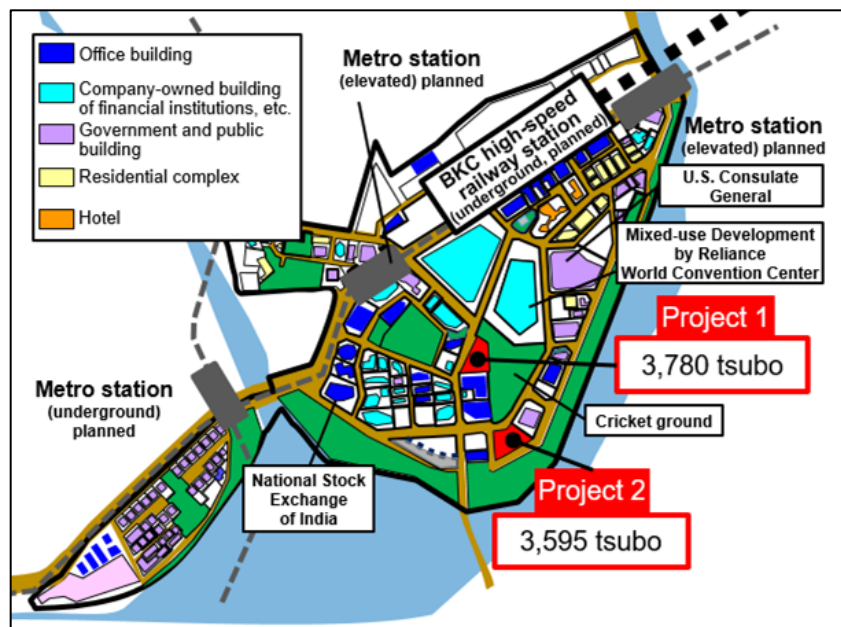 Office building
Company-owned building
of financial institutions, etc.
Government and public
building
Residential complex
Hotel
Metro station
(elevated) planned
BKC high-speed
railway station
(underground, planned)
Metro station
(elevated) planned
U.S. Consulate
General
Mixed-use Development
by Reliance
World Convention Center
Project 1
3,780 tsubo
Metro station
(underground)
planned
Cricket ground
National Stock
Exchange
of India
Project 2
3,595 tsubo